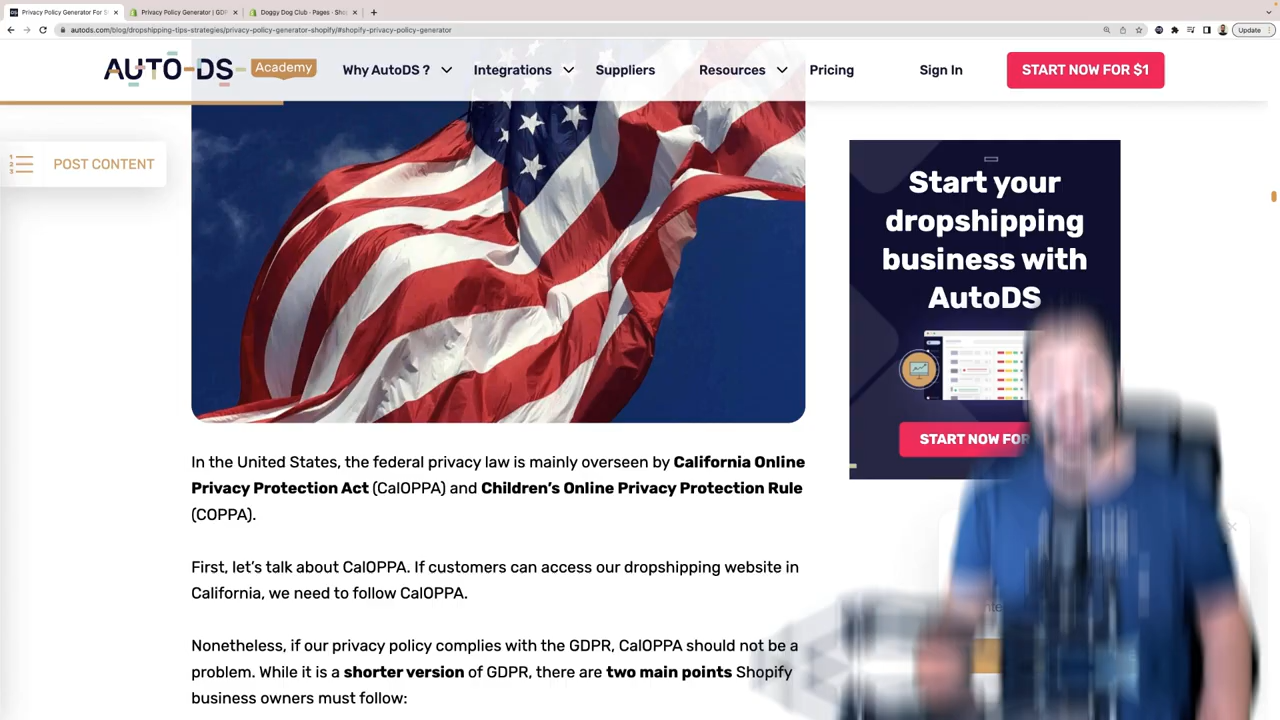 Privacy Policy Generator For S
Privacy Policy Generator | GDP
Doggy Dog Club · Pages · Sho
autods.com/blog/dropshipping-tips-strategies/privacy-policy-generator-shopify/#shopify-privacy-policy-generator
Update
AUTO-DS Academy
Why AutoDS ?
Integrations
Suppliers
Resources
Pricing
Sign In
START NOW FOR $1
POST CONTENT
Start your
dropshipping
business with
AutoDS
START NOW FOR
In the United States, the federal privacy law is mainly overseen by California Online
Privacy Protection Act (CalOPPA) and Children's Online Privacy Protection Rule
(COPPA).
First, let's talk about CalOPPA. If customers can access our dropshipping website in
California, we need to follow CalOPPA.
Nonetheless, if our privacy policy complies with the GDPR, CalOPPA should not be a
problem. While it is a shorter version of GDPR, there are two main points Shopify
business owners must follow: